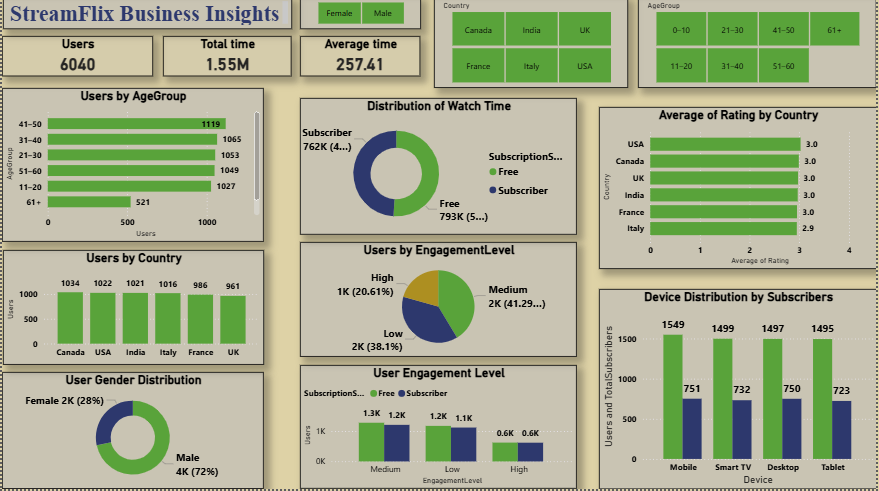 StreamFlix Business Insights
Female
Male
Country
Canada
India
UK
France
Italy
USA
AgeGroup
0-10
21-30
41-50
61+
11-20
31-40
51-60
Users
6040
Total time
1.55M
Average time
257.41
Users by AgeGroup
AgeGroup
41-50
1119
31-40
1065
21-30
1053
51-60
1049
11-20
1027
61+
521
0
500
1000
Users
Users by Country
Users
1000
500
0
1034
1022
1021
1016
986
961
Canada
USA
India
Italy
France
UK
User Gender Distribution
Female 2K (28%)
Male
4K (72%)
Distribution of Watch Time
Subscriber
762K (4...)
Free
793K (5...)
SubscriptionS...
Free
Subscriber
Users by EngagementLevel
High
1K (20.61%)
Medium
2K (41.29...)
Low
2K (38.1%)
User Engagement Level
SubscriptionS...
Free
Subscriber
Users
1K
0K
1.3K
1.2K
1.2K
1.1K
0.6K
0.6K
Medium
Low
High
EngagementLevel
Average of Rating by Country
Country
USA
3.0
Canada
3.0
UK
3.0
India
3.0
France
3.0
Italy
2.9
0
1
2
3
4
Average of Rating
Device Distribution by Subscribers
Users and TotalSubscribers
1500
1000
500
0
1549
751
1499
732
1497
750
1495
723
Mobile
Smart TV
Desktop
Tablet
Device